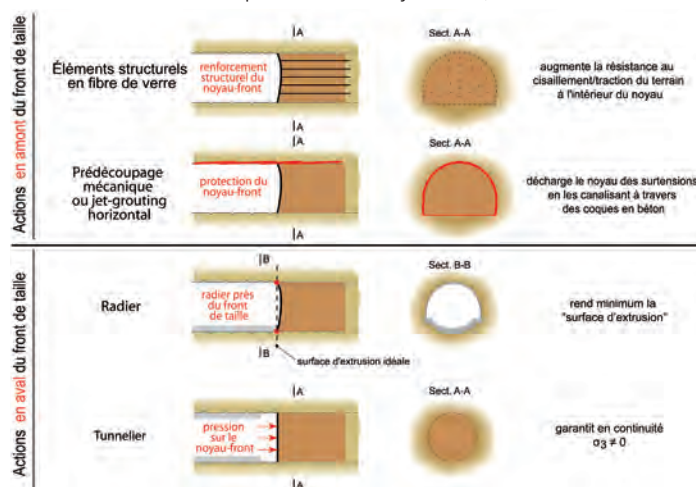 Actions en amont du front de taille
Éléments structurels
en fibre de verre
A
renforcement
structurel du
noyau-front
A
Sect. A-A
augmente la résistance au
cisaillement/traction du terrain
à l'intérieur du noyau
Prédécoupage
mécanique
ou jet-grouting
horizontal
A
protection du
noyau-front
A
Sect. A-A
décharge le noyau des surtensions
en les canalisant à travers
des coques en béton
Actions en aval du front de taille
Radier
B
radier près
du front
de taille
B
surface d'extrusion idéale
Sect. B-B
rend minimum la
"surface d'extrusion"
Tunnelier
A
pression
sur le
noyau-front
A
Sect. A-A
garantit en continuité
σ3 ≠ 0